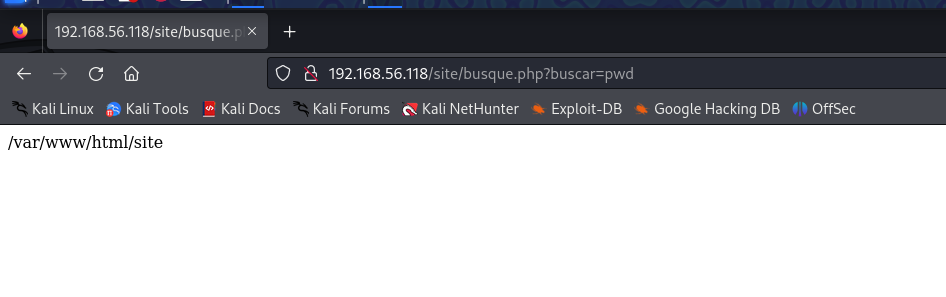 192.168.56.118/site/busque.p
192.168.56.118/site/busque.php?buscar=pwd
Kali Linux Kali Tools Kali Docs Kali Forums Kali NetHunter Exploit-DB Google Hacking DB OffSec
/var/www/html/site